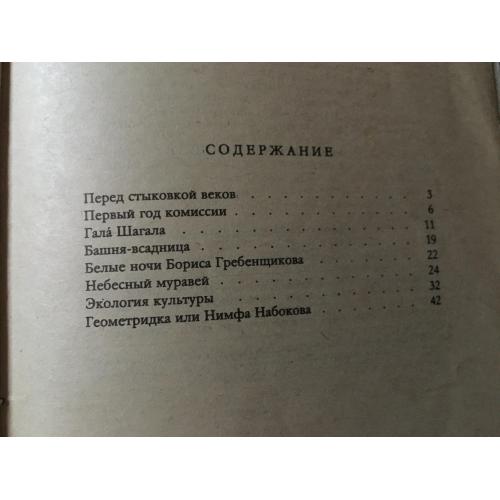 СОДЕРЖАНИЕ
Перед стыковкой веков . . . . . . . . . . . 3
Первый год комиссии . . . . . . . . . . . 6
Гала́ Шагала . . . . . . . . . . . 11
Башня-всадница . . . . . . . . . . . 19
Белые ночи Бориса Гребенщикова . . . . . . . 22
Небесный муравей . . . . . . . . . . . 24
Экология культуры . . . . . . . . . . . 32
Геометридка или Нимфа Набокова . . . . . . . 42